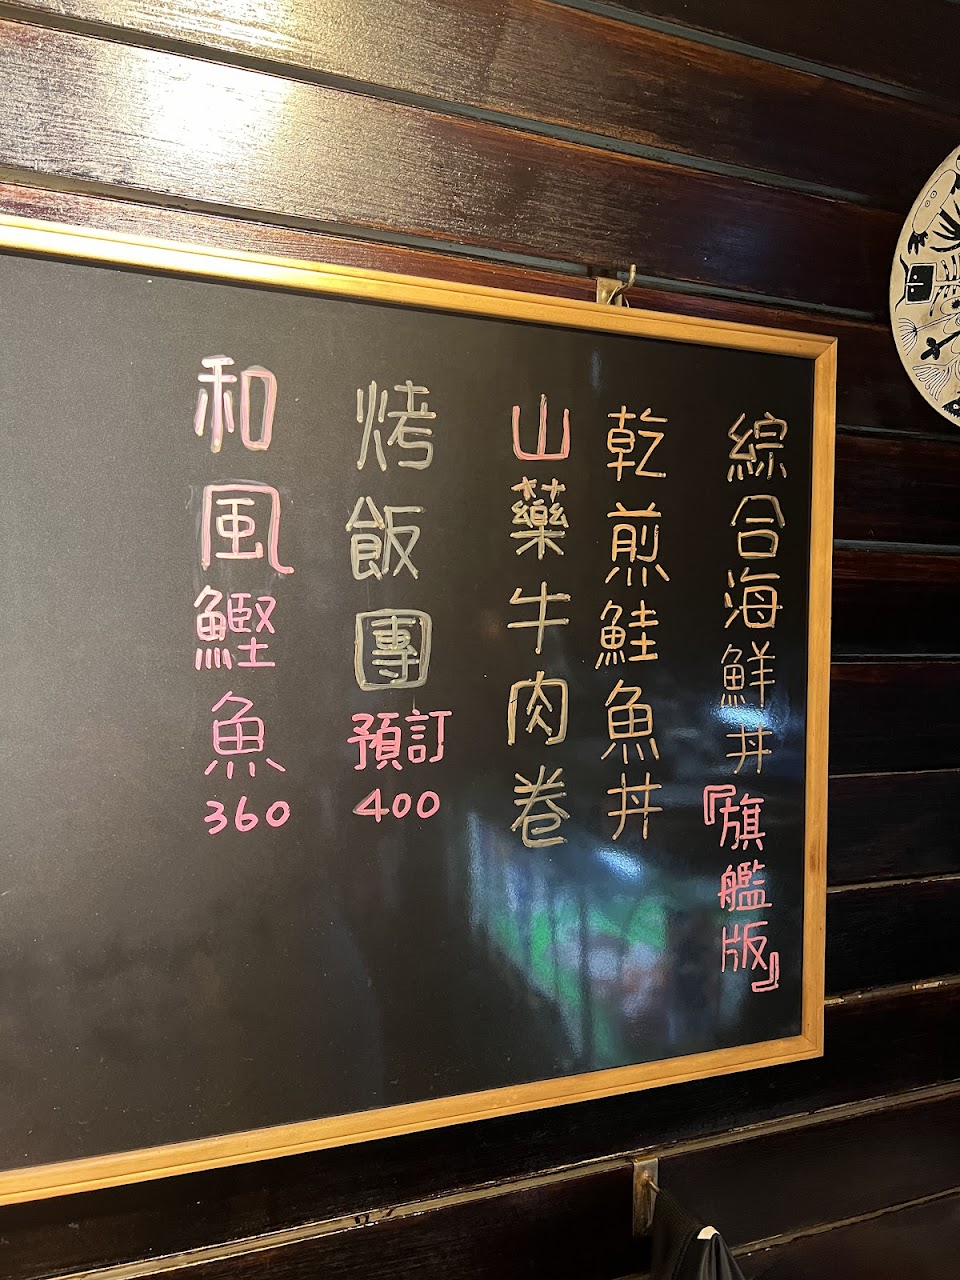 綜合海鮮丼『旗艦版』
乾煎鮭魚丼
山藥牛肉卷
烤飯團預訂
400
和風鰹魚
360